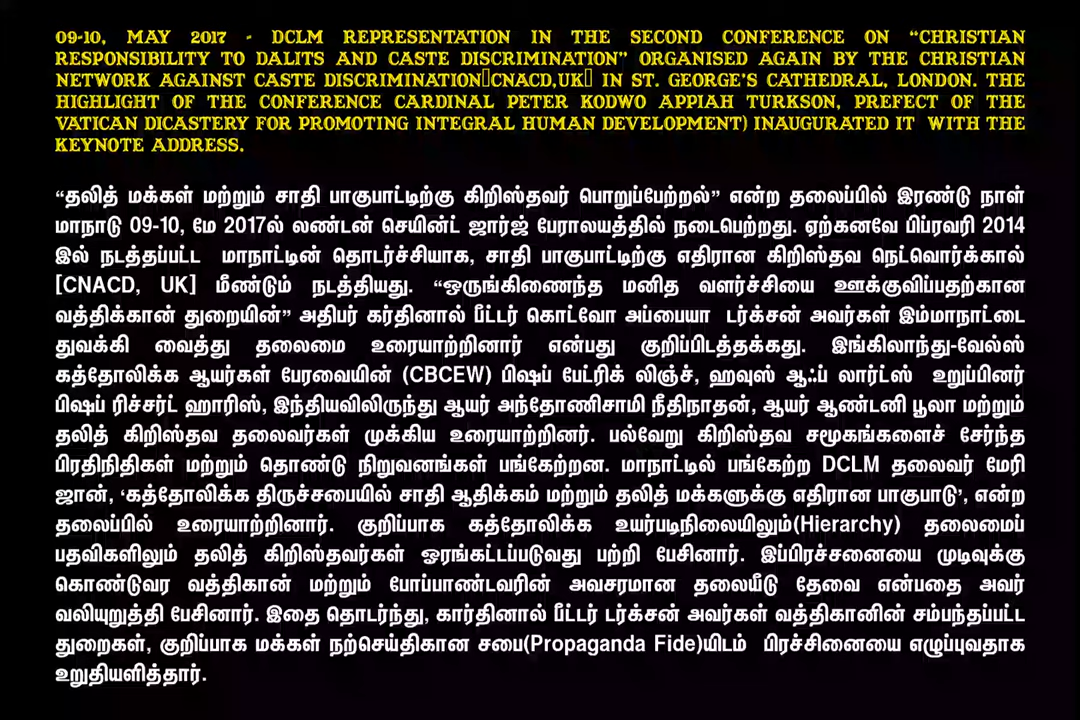 09-10, MAY 2017 - DCLM REPRESENTATION IN THE SECOND CONFERENCE ON “CHRISTIAN
RESPONSIBILITY TO DALITS AND CASTE DISCRIMINATION” ORGANISED AGAIN BY THE CHRISTIAN
NETWORK AGAINST CASTE DISCRIMINATION▯CNACD,UK▯ IN ST. GEORGE’S CATHEDRAL, LONDON. THE
HIGHLIGHT OF THE CONFERENCE CARDINAL PETER KODWO APPIAH TURKSON, PREFECT OF THE
VATICAN DICASTERY FOR PROMOTING INTEGRAL HUMAN DEVELOPMENT) INAUGURATED IT WITH THE
KEYNOTE ADDRESS.
“தலித் மக்கள் மற்றும் சாதி பாகுபாட்டிற்கு கிறிஸ்தவர் பொறுப்பேற்றல்” என்ற தலைப்பில் இரண்டு நாள்
மாநாடு 09-10, மே 2017ல் லண்டன் செயின்ட் ஜார்ஜ் பேராலயத்தில் நடைபெற்றது. ஏற்கனவே பிப்ரவரி 2014
இல் நடத்தப்பட்ட மாநாட்டின் தொடர்ச்சியாக, சாதி பாகுபாட்டிற்கு எதிரான கிறிஸ்தவ நெட்வொர்க்கால்
[CNACD, UK] மீண்டும் நடத்தியது. “ஒருங்கிணைந்த மனித வளர்ச்சியை ஊக்குவிப்பதற்கான
வத்திக்கான் துறையின்” அதிபர் கர்தினால் பீட்டர் கொட்வோ அப்பையா டர்க்சன் அவர்கள் இம்மாநாட்டை
துவக்கி வைத்து தலைமை உரையாற்றினார் என்பது குறிப்பிடத்தக்கது. இங்கிலாந்து-வேல்ஸ்
கத்தோலிக்க ஆயர்கள் பேரவையின் (CBCEW) பிஷப் பேட்ரிக் லிஞ்ச், ஹவுஸ் ஆஃப் லார்ட்ஸ் உறுப்பினர்
பிஷப் ரிச்சர்ட் ஹாரிஸ், இந்தியவிலிருந்து ஆயர் அந்தோணிசாமி நீதிநாதன், ஆயர் ஆண்டனி பூலா மற்றும்
தலித் கிறிஸ்தவ தலைவர்கள் முக்கிய உரையாற்றினர். பல்வேறு கிறிஸ்தவ சமூகங்களைச் சேர்ந்த
பிரதிநிதிகள் மற்றும் தொண்டு நிறுவனங்கள் பங்கேற்றன. மாநாட்டில் பங்கேற்ற DCLM தலைவர் மேரி
ஜான், ‘கத்தோலிக்க திருச்சபையில் சாதி ஆதிக்கம் மற்றும் தலித் மக்களுக்கு எதிரான பாகுபாடு’, என்ற
தலைப்பில் உரையாற்றினார். குறிப்பாக கத்தோலிக்க உயர்படிநிலையிலும்(Hierarchy) தலைமைப்
பதவிகளிலும் தலித் கிறிஸ்தவர்கள் ஓரங்கட்டப்படுவது பற்றி பேசினார். இப்பிரச்சனையை முடிவுக்கு
கொண்டுவர வத்திகான் மற்றும் போப்பாண்டவரின் அவசரமான தலையீடு தேவை என்பதை அவர்
வலியுறுத்தி பேசினார். இதை தொடர்ந்து, கார்தினால் பீட்டர் டர்க்சன் அவர்கள் வத்திகானின் சம்பந்தப்பட்ட
துறைகள், குறிப்பாக மக்கள் நற்செய்திகான சபை(Propaganda Fide)யிடம் பிரச்சினையை எழுப்புவதாக
உறுதியளித்தார்.